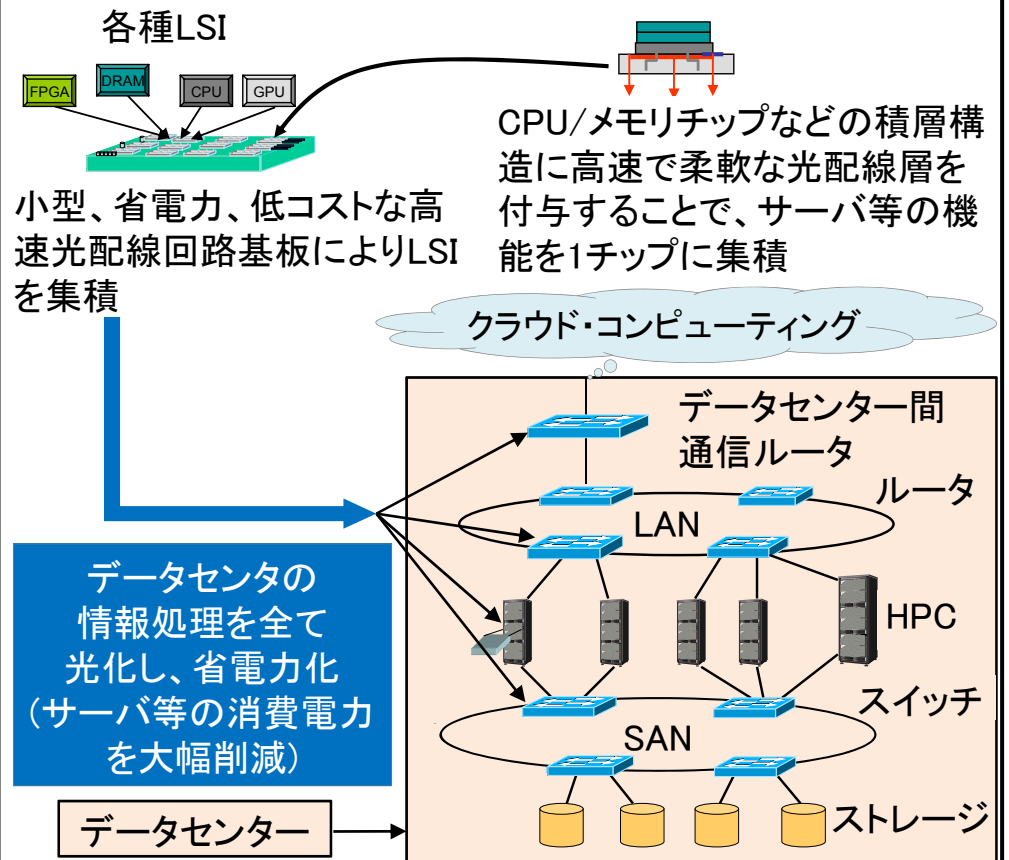 各種LSI
FPGA
DRAM
CPU
GPU
小型、省電力、低コストな高
速光配線回路基板によりLSI
を集積
CPU/メモリチップなどの積層構
造に高速で柔軟な光配線層を
付与することで、サーバ等の機
能を1チップに集積
クラウド・コンピューティング
データセンター間
通信ルータ
ルータ
LAN
データセンタの
情報処理を全て
光化し、省電力化
(サーバ等の消費電力
を大幅削減)
HPC
スイッチ
SAN
ストレージ
データセンター